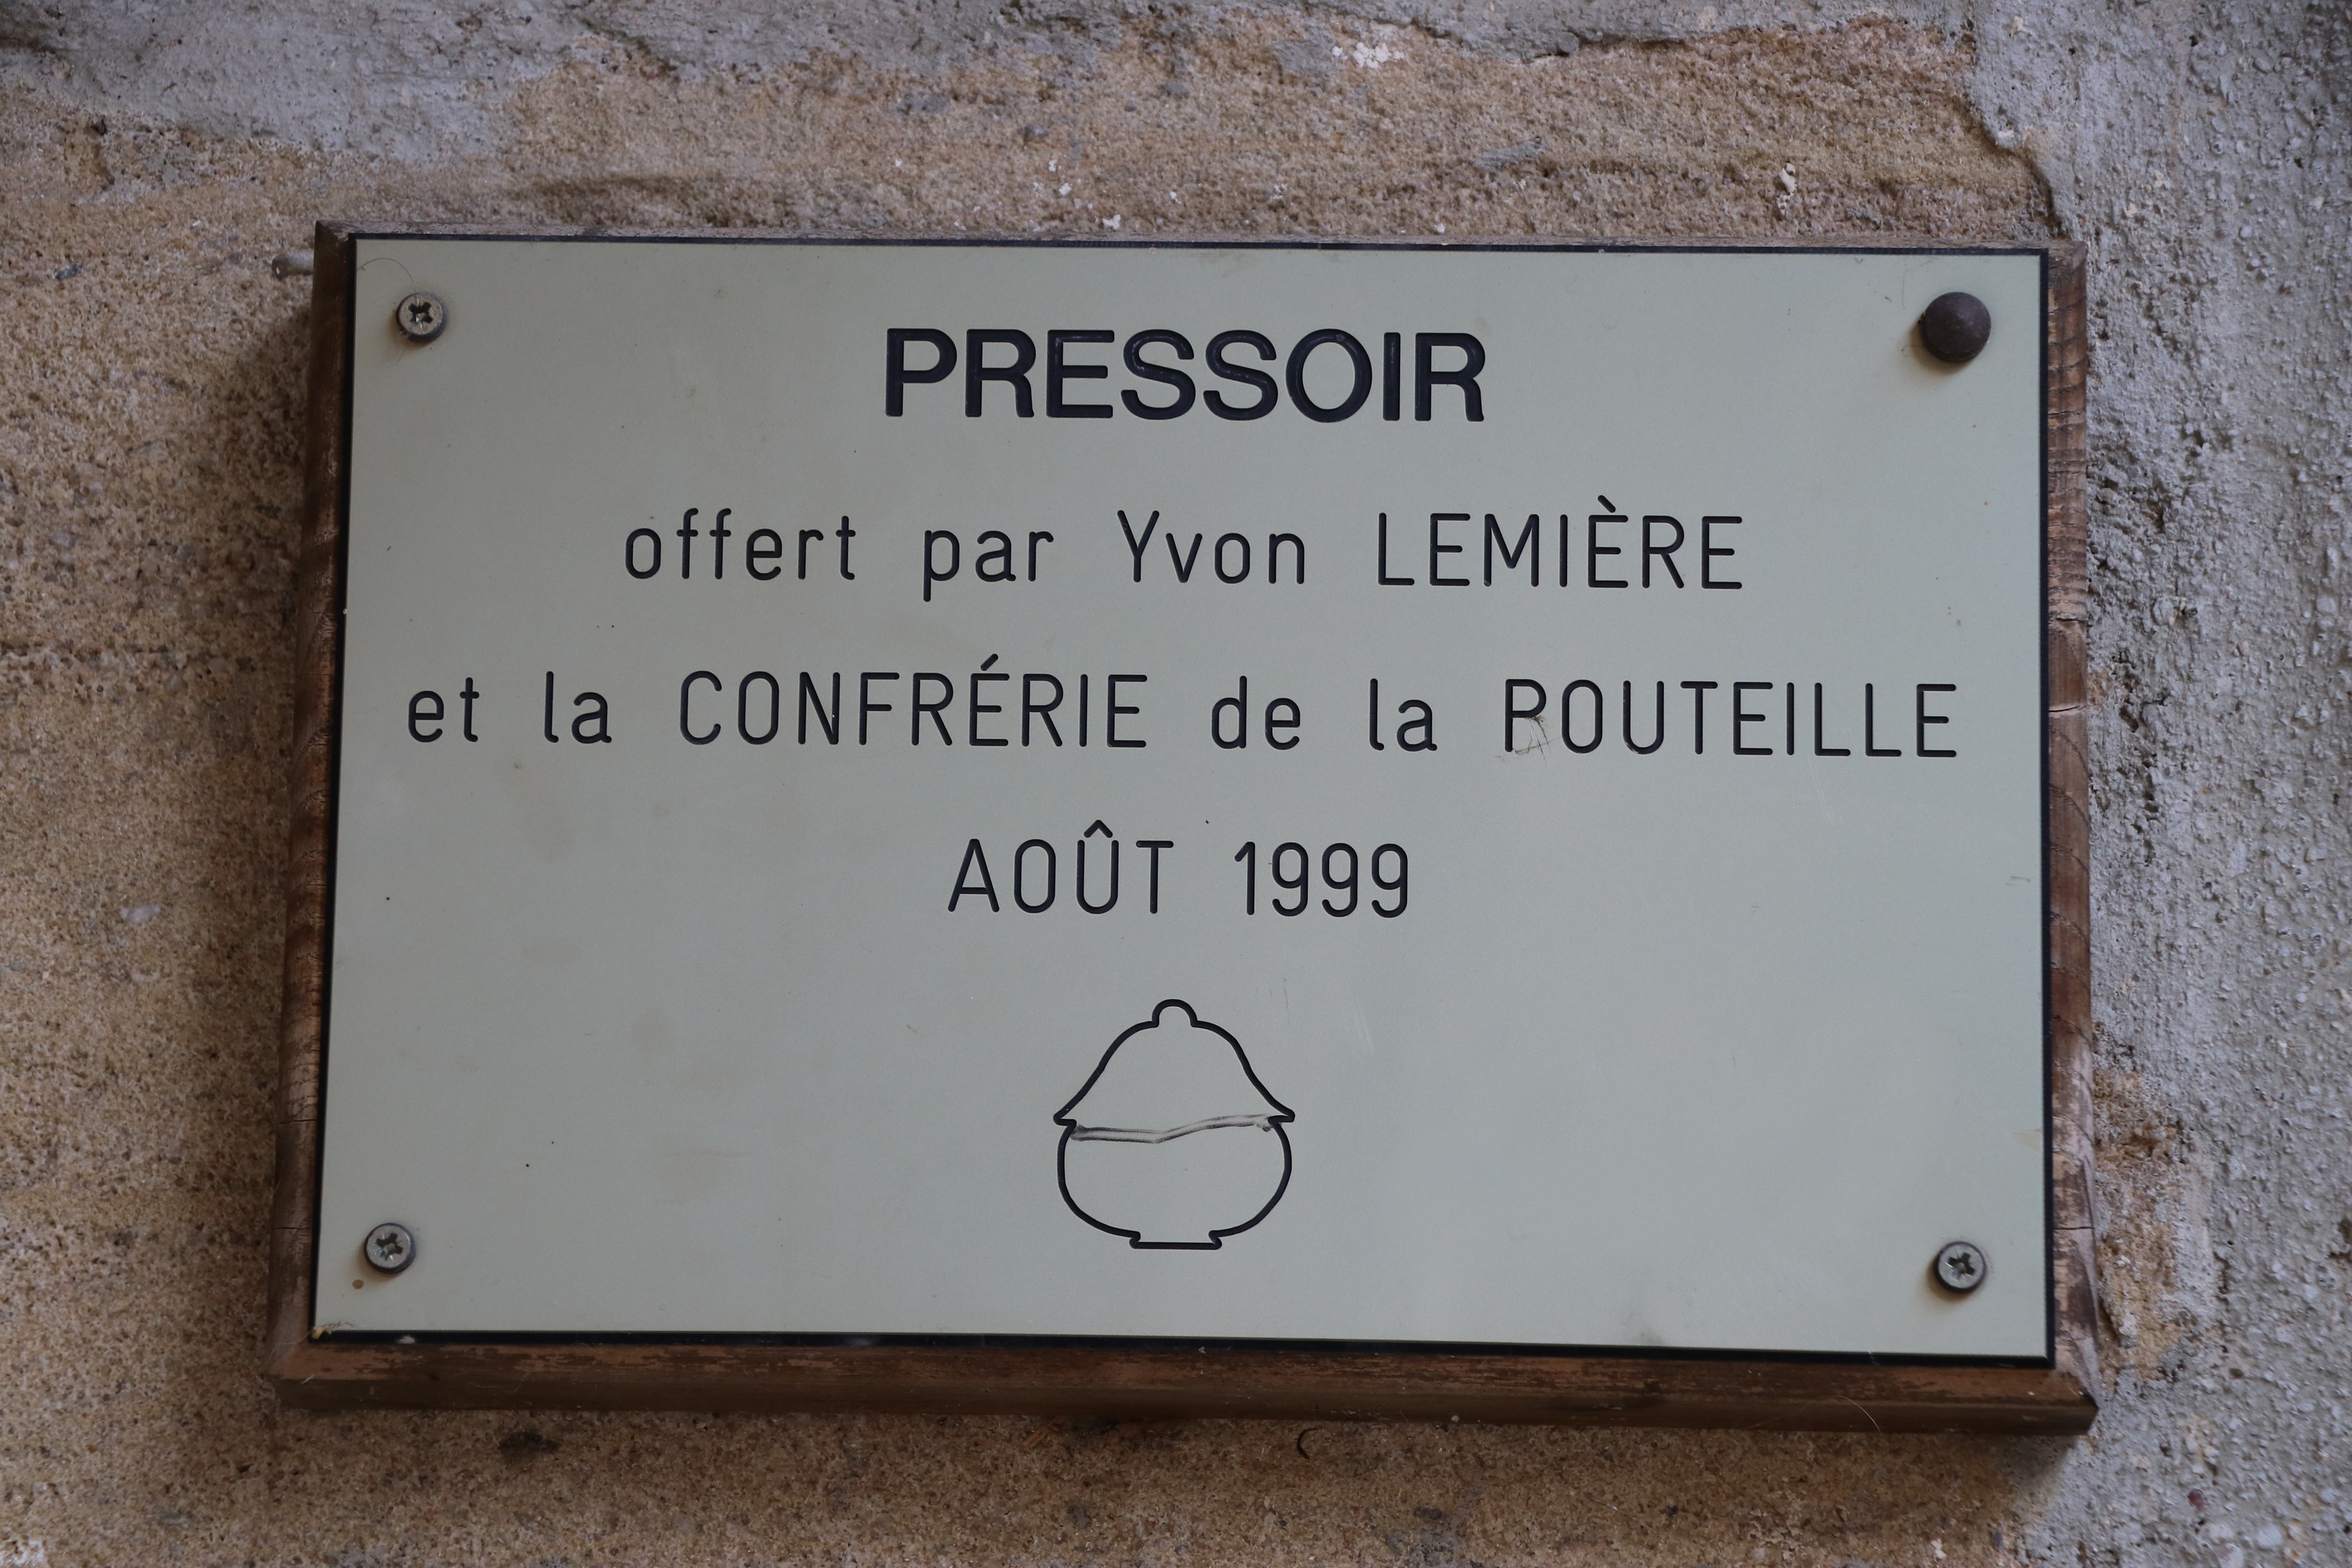 PRESSOIR
offert par Yvon LEMIÈRE
et la CONFRÉRIE de la POUTEILLE
AOÛT 1999